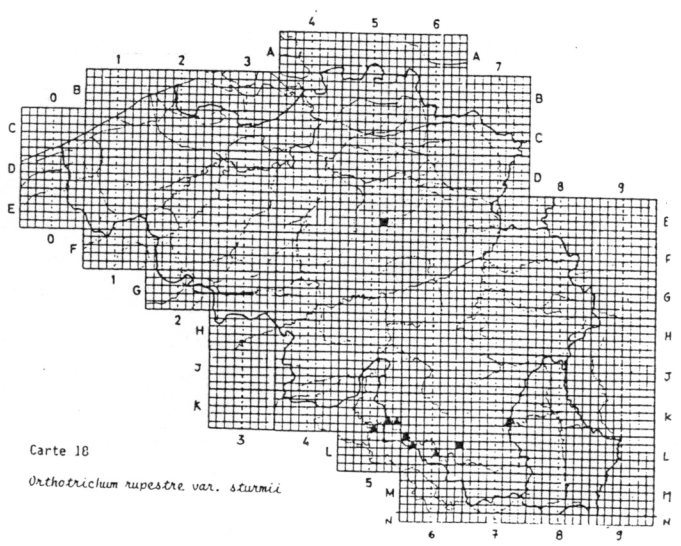 4 5 6
A A
1 2 3 7
B B
0
C C
D D
8 9
E E
0
F F
1
G G
2
H H
J J
K K
3 4
Carte 18
L L
5
Orthotrichum rupestre var. sturmii
M M
N N
6 7 8 9